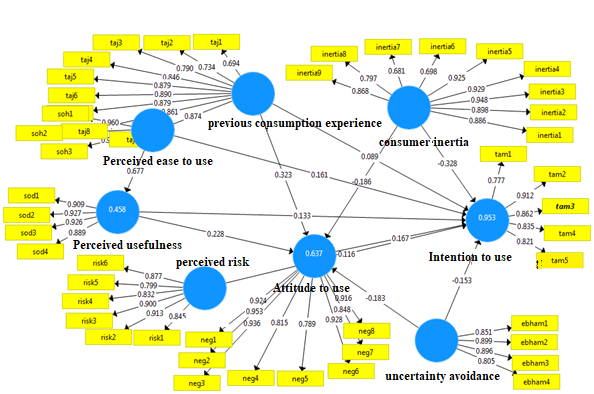 taj3
taj2
taj1
taj4
taj5
taj6
soh1
soh2
taj8
soh3
0.790
0.734
0.694
0.846
0.879
0.890
0.879
0.861
0.874
0.960
previous consumption experience
Perceived ease to use
inertia9
inertia8
inertia7
inertia6
inertia5
inertia4
inertia3
inertia2
inertia1
0.868
0.797
0.681
0.698
0.925
0.929
0.948
0.898
0.886
consumer inertia
0.677
0.323
0.161
0.089
-0.186
-0.328
sod1
sod2
sod3
sod4
0.909
0.927
0.926
0.889
0.458
Perceived usefulness
0.228
0.133
tam1
tam2
tam3
tam4
tam5
0.777
0.912
0.862
0.835
0.821
0.953
Intention to use
perceived risk
risk6
risk5
risk4
risk3
risk2
risk1
0.877
0.799
0.832
0.900
0.913
0.845
0.637
-0.116
0.167
Attitude to use
neg1
neg2
neg3
neg4
neg5
neg6
neg7
neg8
0.924
0.953
0.936
0.815
0.789
0.928
0.848
0.916
-0.183
-0.153
uncertainty avoidance
ebham1
ebham2
ebham3
ebham4
0.851
0.899
0.896
0.805